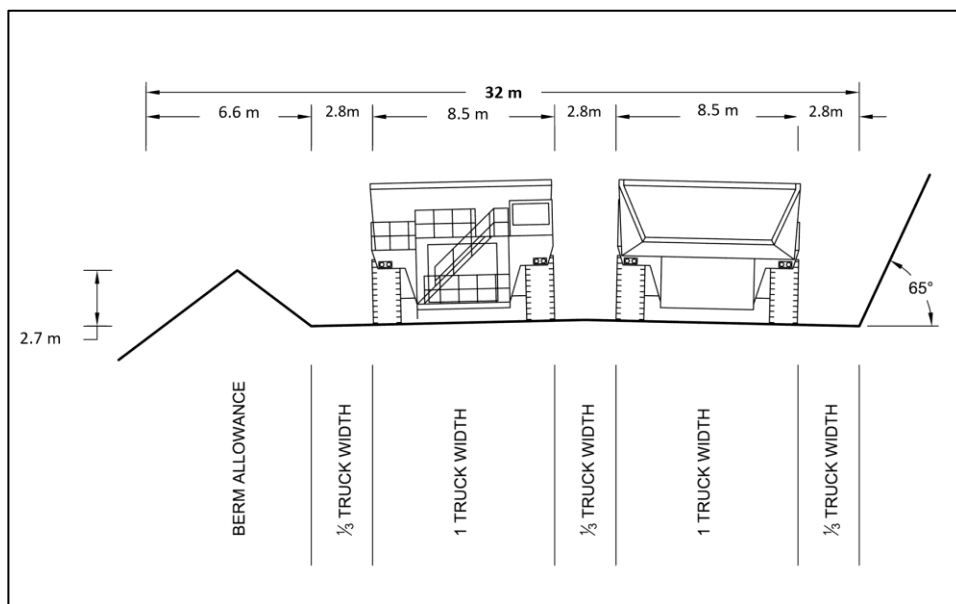 32 m
6.6 m
2.8m
8.5 m
2.8m
8.5 m
2.8m
65°
2.7 m
BERM ALLOWANCE
⅓ TRUCK WIDTH
1 TRUCK WIDTH
⅓ TRUCK WIDTH
1 TRUCK WIDTH
⅓ TRUCK WIDTH